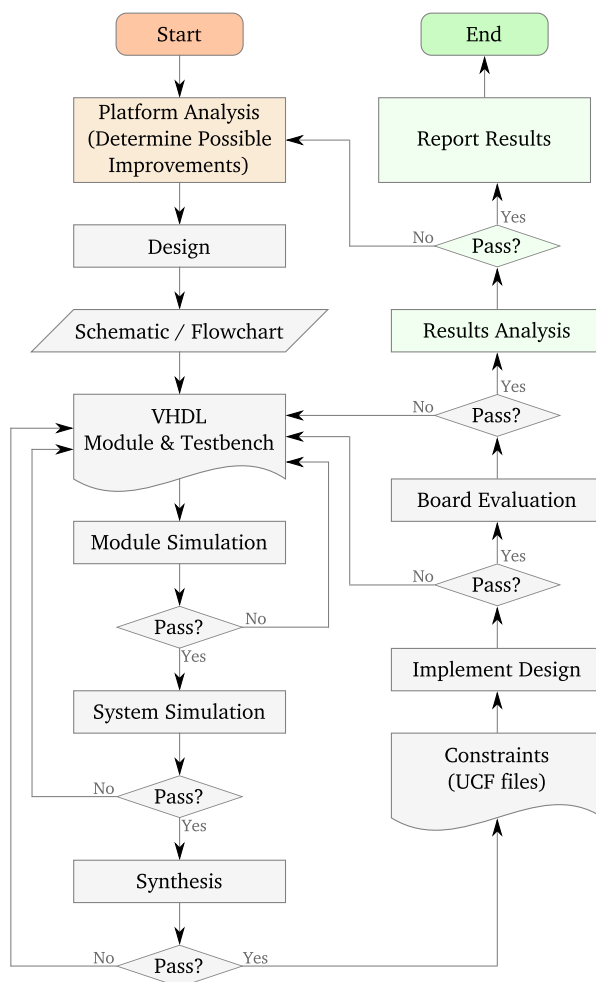 Start
Platform Analysis
(Determine Possible
Improvements)
Design
Schematic / Flowchart
VHDL
Module & Testbench
Module Simulation
Pass?
No
Yes
System Simulation
No
Pass?
Yes
Synthesis
No
Pass?
Yes
Constraints
(UCF files)
Implement Design
No
Pass?
Yes
Board Evaluation
No
Pass?
Yes
Results Analysis
No
Pass?
Yes
Report Results
End